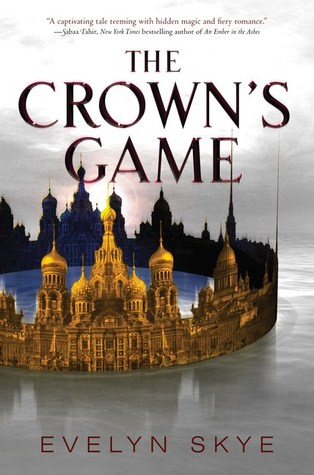 "A captivating tale teeming with hidden magic and fiery romance."
—Sabaa Tahir, New York Times bestselling author of An Ember in the Ashes
THE
CROWN'S
GAME
EVELYN SKYE